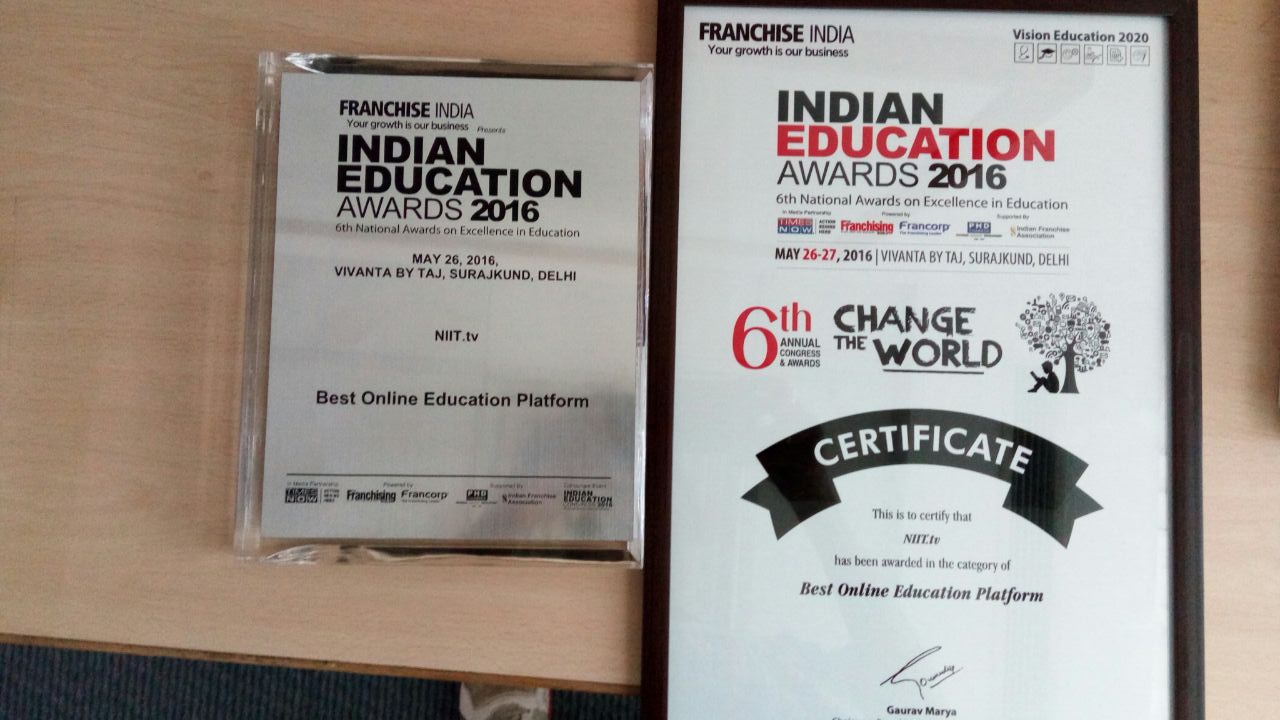 FRANCHISE INDIA
Your growth is our business Presents
INDIAN
EDUCATION
AWARDS 2016
6th National Awards on Excellence in Education
MAY 26, 2016,
VIVANTA BY TAJ, SURAJKUND, DELHI
NIIT.tv
Best Online Education Platform
In Media Partnership Powered by Supported By
TIMES NOW Franchising Francorp PHD Indian Franchise Association INDIAN EDUCATION
FRANCHISE INDIA
Your growth is our business
Vision Education 2020
INDIAN
EDUCATION
AWARDS 2016
6th National Awards on Excellence in Education
In Media Partnership Powered by Supported By
TIMES NOW Franchising Francorp PHD Indian Franchise Association
MAY 26-27, 2016 | VIVANTA BY TAJ, SURAJKUND, DELHI
6th ANNUAL CONGRESS & AWARDS
CHANGE
THE WORLD
CERTIFICATE
This is to certify that
NIIT.tv
has been awarded in the category of
Best Online Education Platform
Gaurav Marya